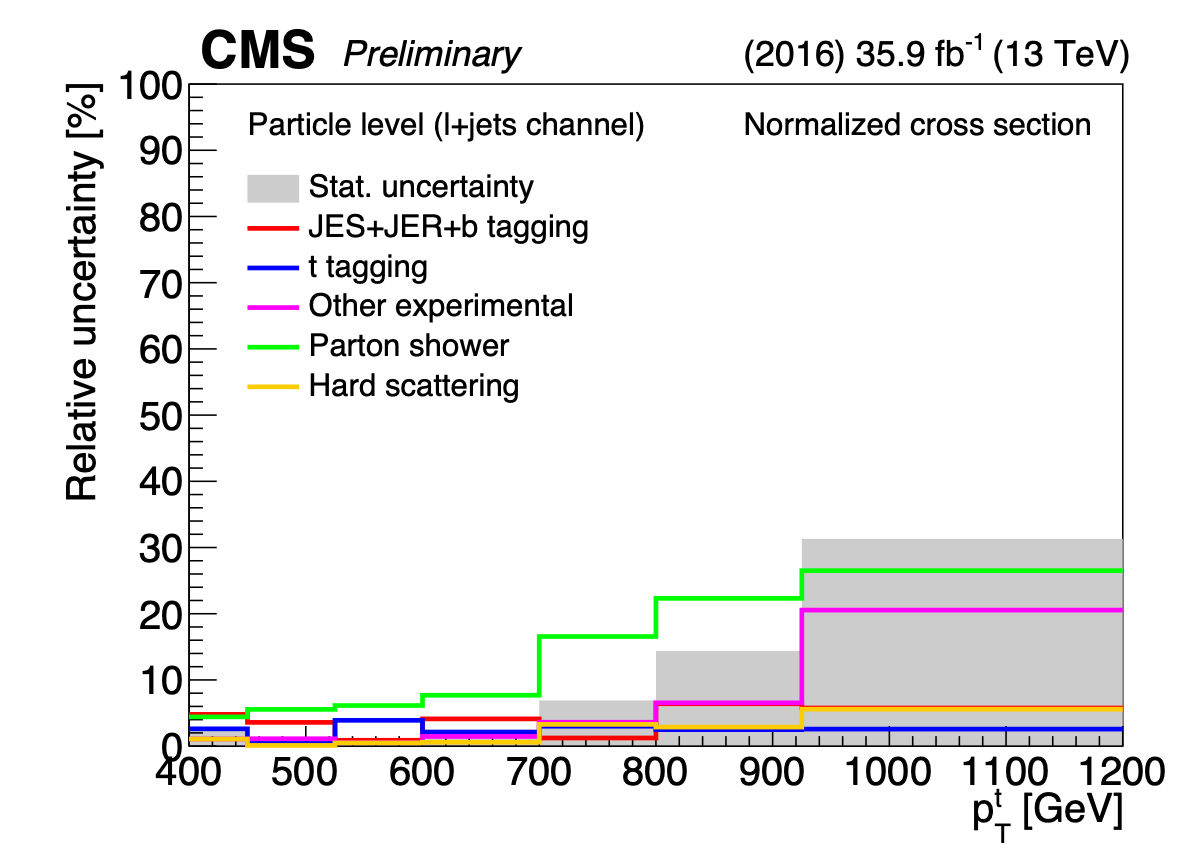 CMS Preliminary (2016) 35.9 fb-1 (13 TeV)
Relative uncertainty [%]
100
90
80
70
60
50
40
30
20
10
0
Particle level (l+jets channel) Normalized cross section
Stat. uncertainty
JES+JER+b tagging
t tagging
Other experimental
Parton shower
Hard scattering
400 500 600 700 800 900 1000 1100 1200
p_T^t [GeV]